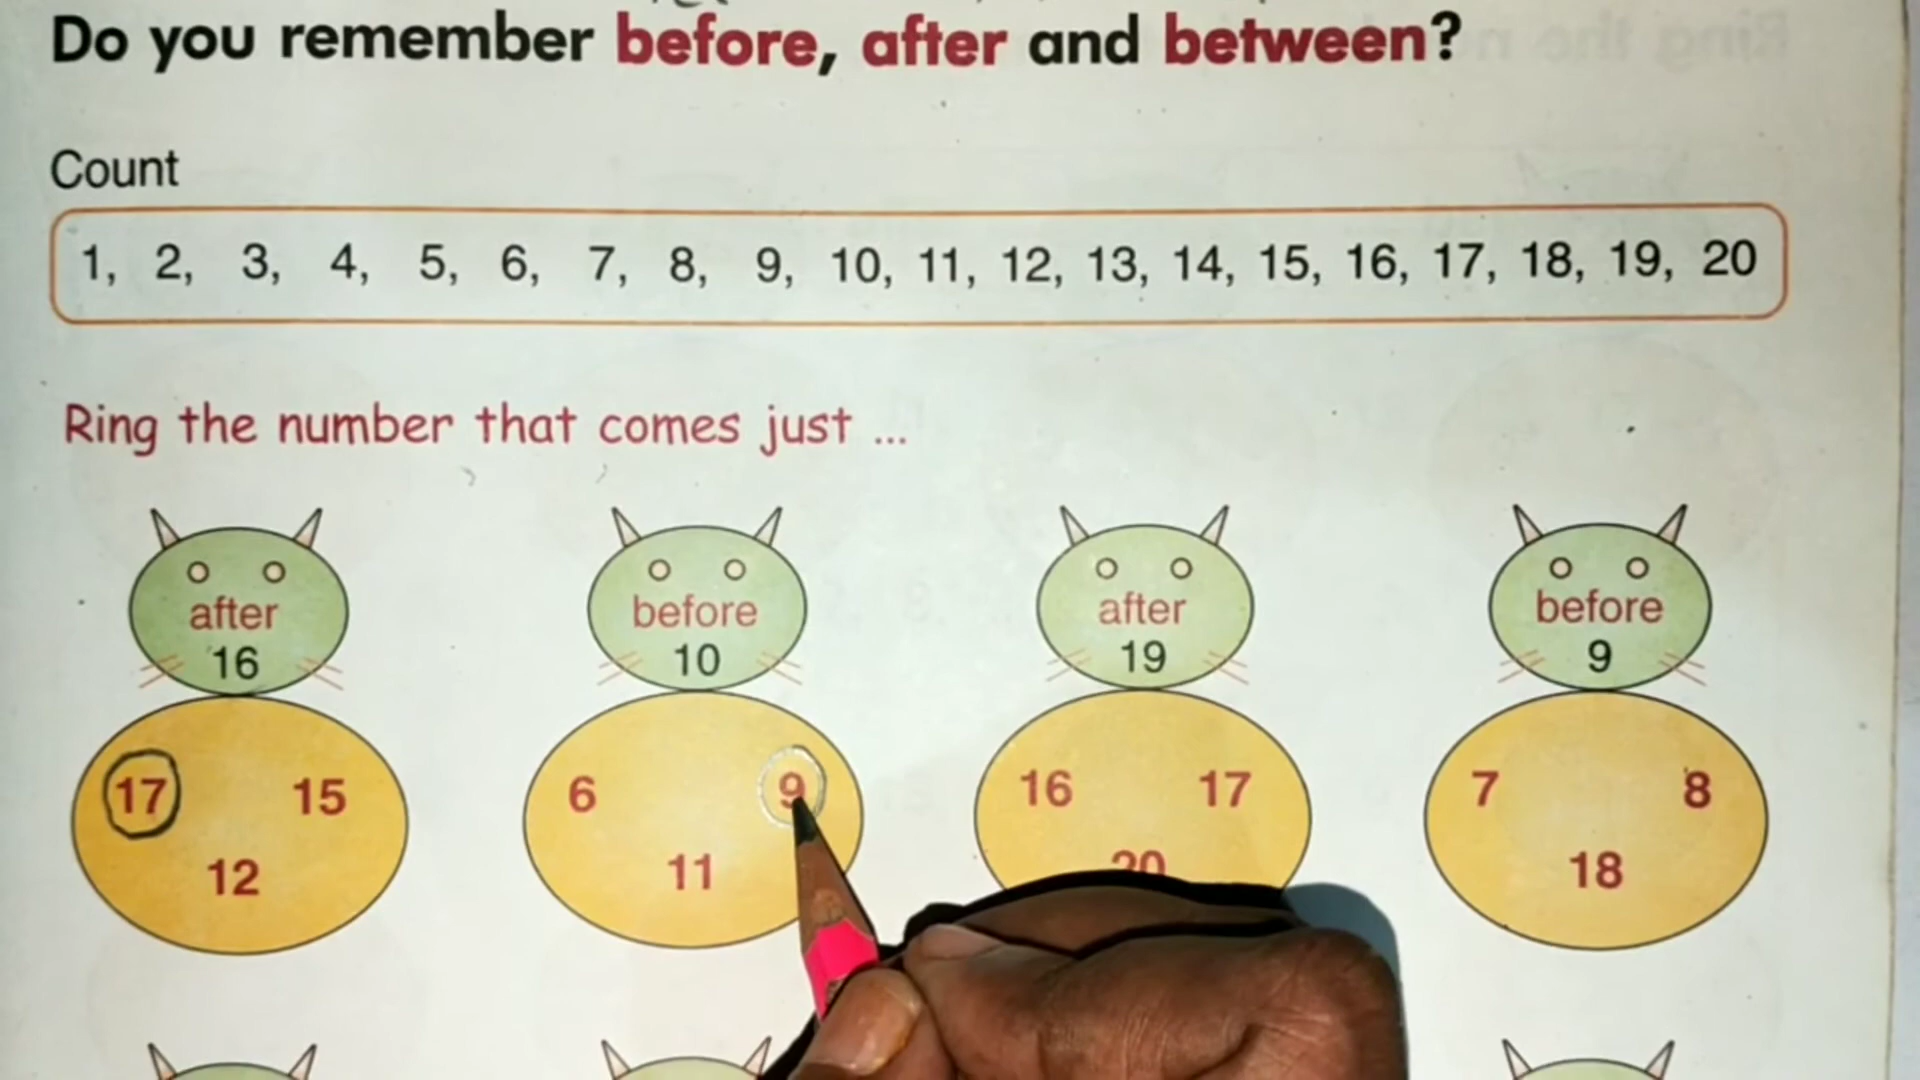 Do you remember before, after and between?
Count
1, 2, 3, 4, 5, 6, 7, 8, 9, 10, 11, 12, 13, 14, 15, 16, 17, 18, 19, 20
Ring the number that comes just ...
after
16
17 15
12
before
10
6 9
11
after
19
16 17
20
before
9
7 8
18